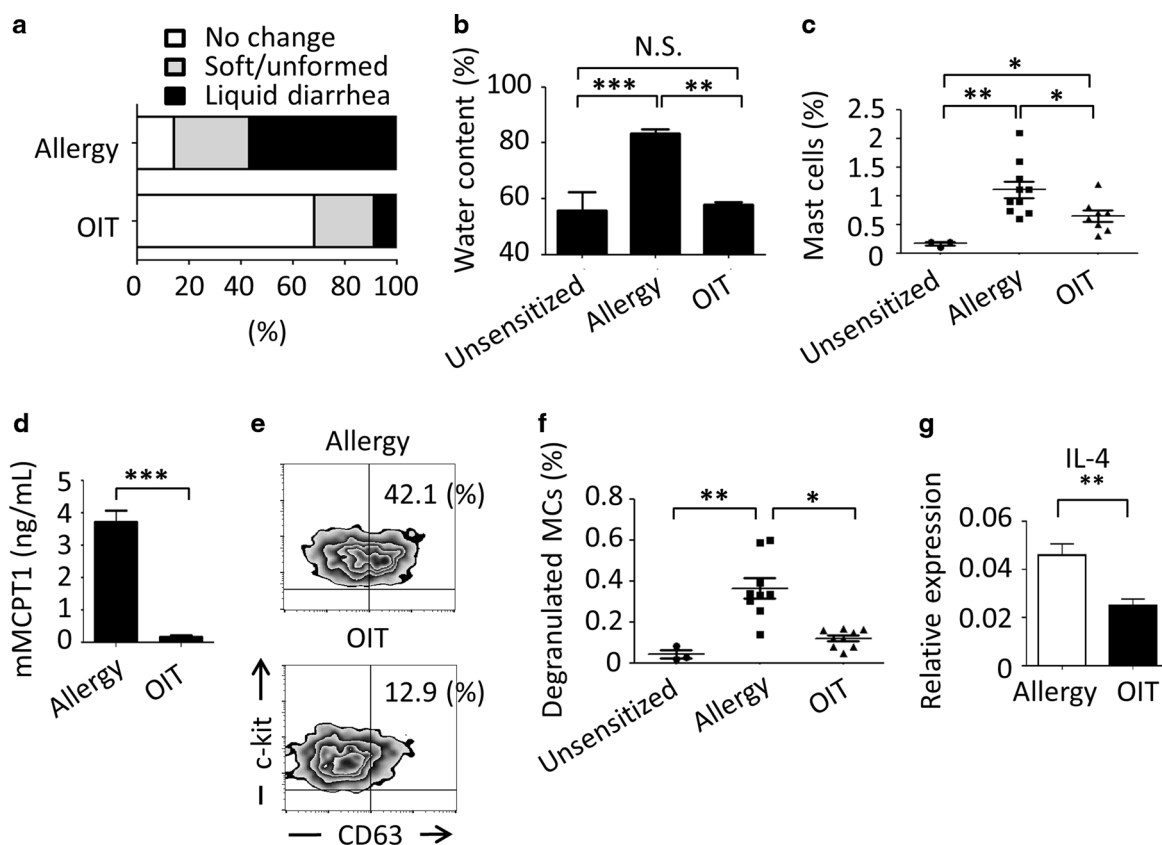 a
No change
Soft/unformed
Liquid diarrhea
Allergy
OIT
0 20 40 60 80 100
(%)
b
N.S.
*** **
Water content (%)
100
80
60
40
Unsensitized Allergy OIT
c
*
** *
Mast cells (%)
2.5
2
1.5
1
0.5
0
Unsensitized Allergy OIT
d
***
mMCPT1 (ng/mL)
5
4
3
2
1
0
Allergy OIT
e
Allergy
42.1 (%)
OIT
12.9 (%)
c-kit
CD63
f
** *
Degranulated MCs (%)
0.8
0.6
0.4
0.2
0
Unsensitized Allergy OIT
g
IL-4
**
Relative expression
0.06
0.04
0.02
0
Allergy OIT